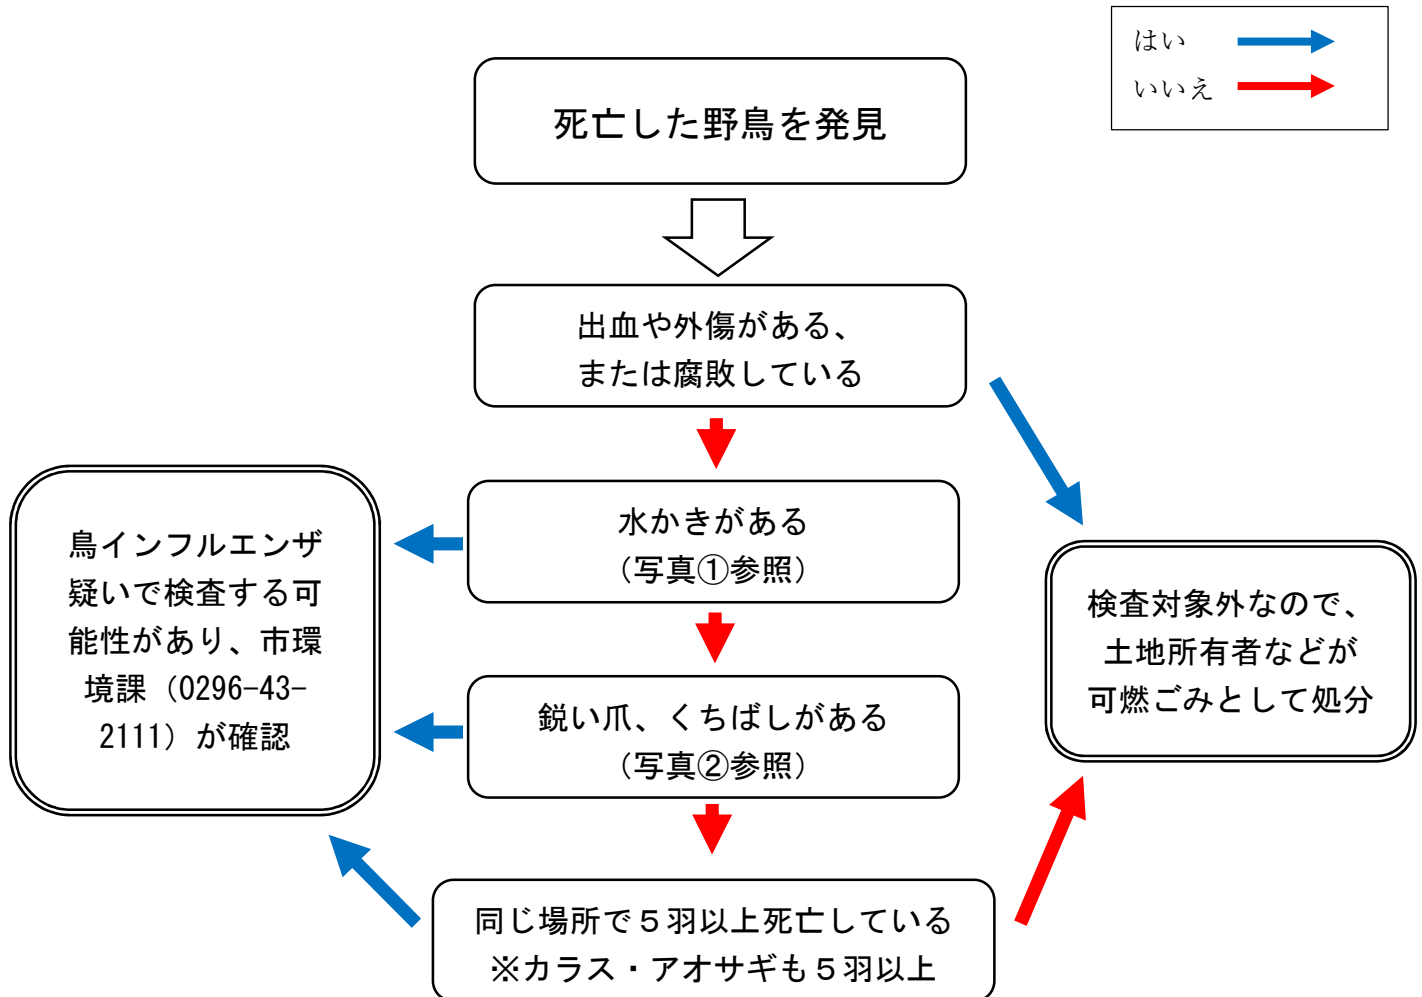 はい
いいえ
死亡した野鳥を発見
出血や外傷がある、
または腐敗している
水かきがある
（写真①参照）
鋭い爪、くちばしがある
（写真②参照）
同じ場所で５羽以上死亡している
※カラス・アオサギも５羽以上
鳥インフルエンザ
疑いで検査する可
能性があり、市環
境課（0296-43-
2111）が確認
検査対象外なので、
土地所有者などが
可燃ごみとして処分